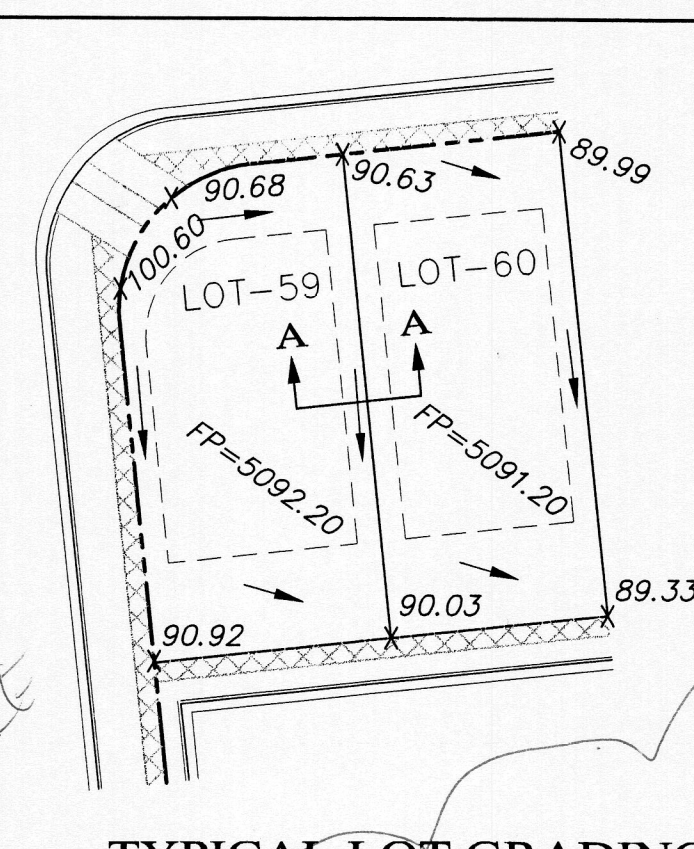 89.99
90.68
90.63
100.60
LOT-59
LOT-60
A
A
FP=5092.20
FP=5091.20
89.33
90.03
90.92
TYPICAL LOT GRADING